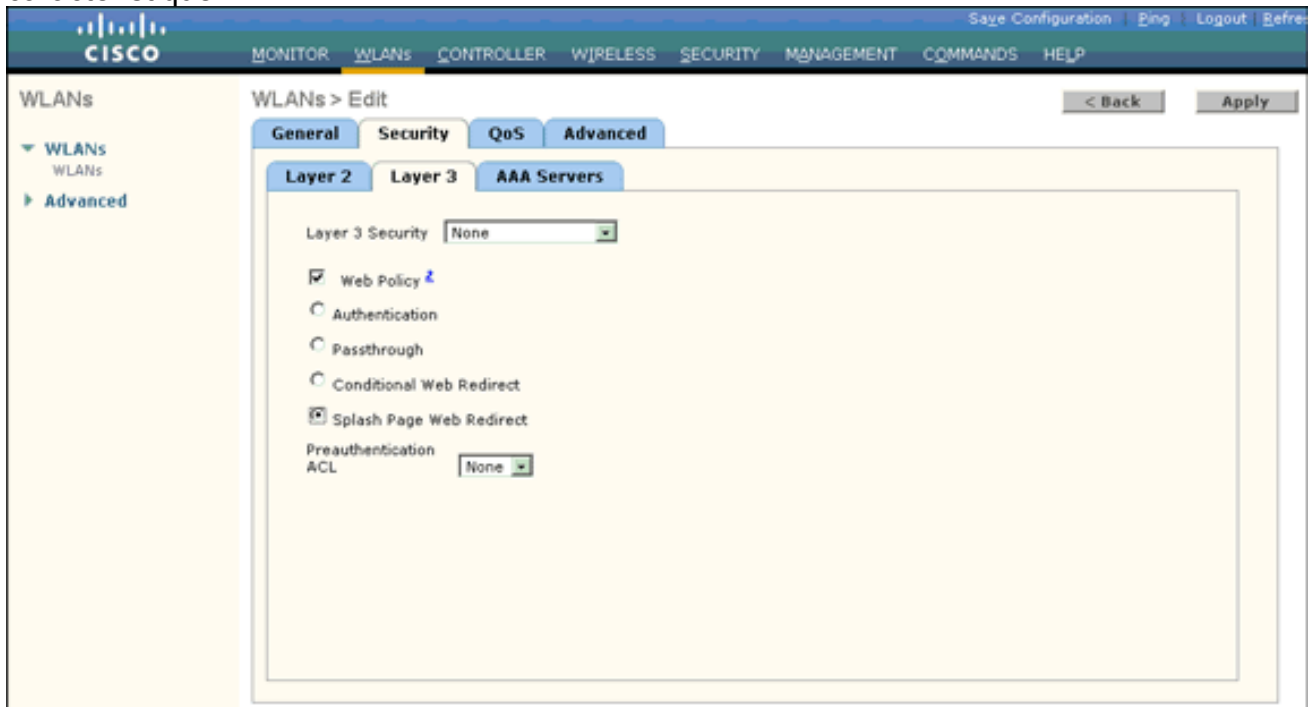 Save Configuration | Ping | Logout | Refre
CISCO
MONITOR WLANs CONTROLLER WIRELESS SECURITY MANAGEMENT COMMANDS HELP
WLANs
WLANs
WLANs
Advanced
WLANs > Edit
< Back
Apply
General Security QoS Advanced
Layer 2 Layer 3 AAA Servers
Layer 3 Security None
Web Policy 2
Authentication
Passthrough
Conditional Web Redirect
Splash Page Web Redirect
Preauthentication
ACL None